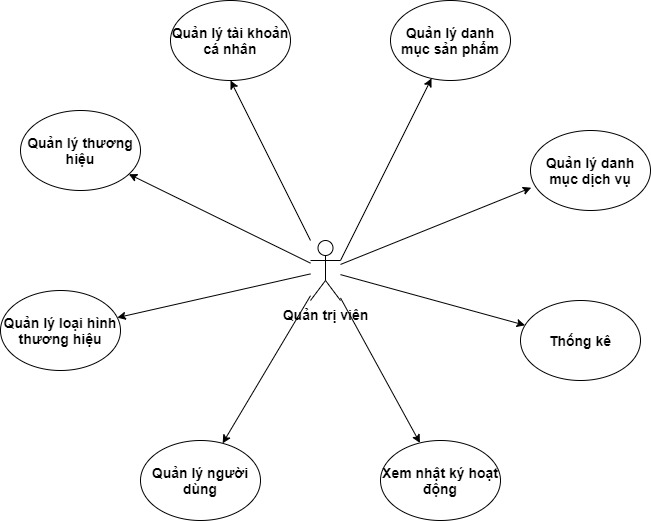 Quản lý tài khoản
cá nhân
Quản lý danh
mục sản phẩm
Quản lý thương
hiệu
Quản lý danh
mục dịch vụ
Quản trị viên
Quản lý loại hình
thương hiệu
Thống kê
Quản lý người
dùng
Xem nhật ký hoạt
động